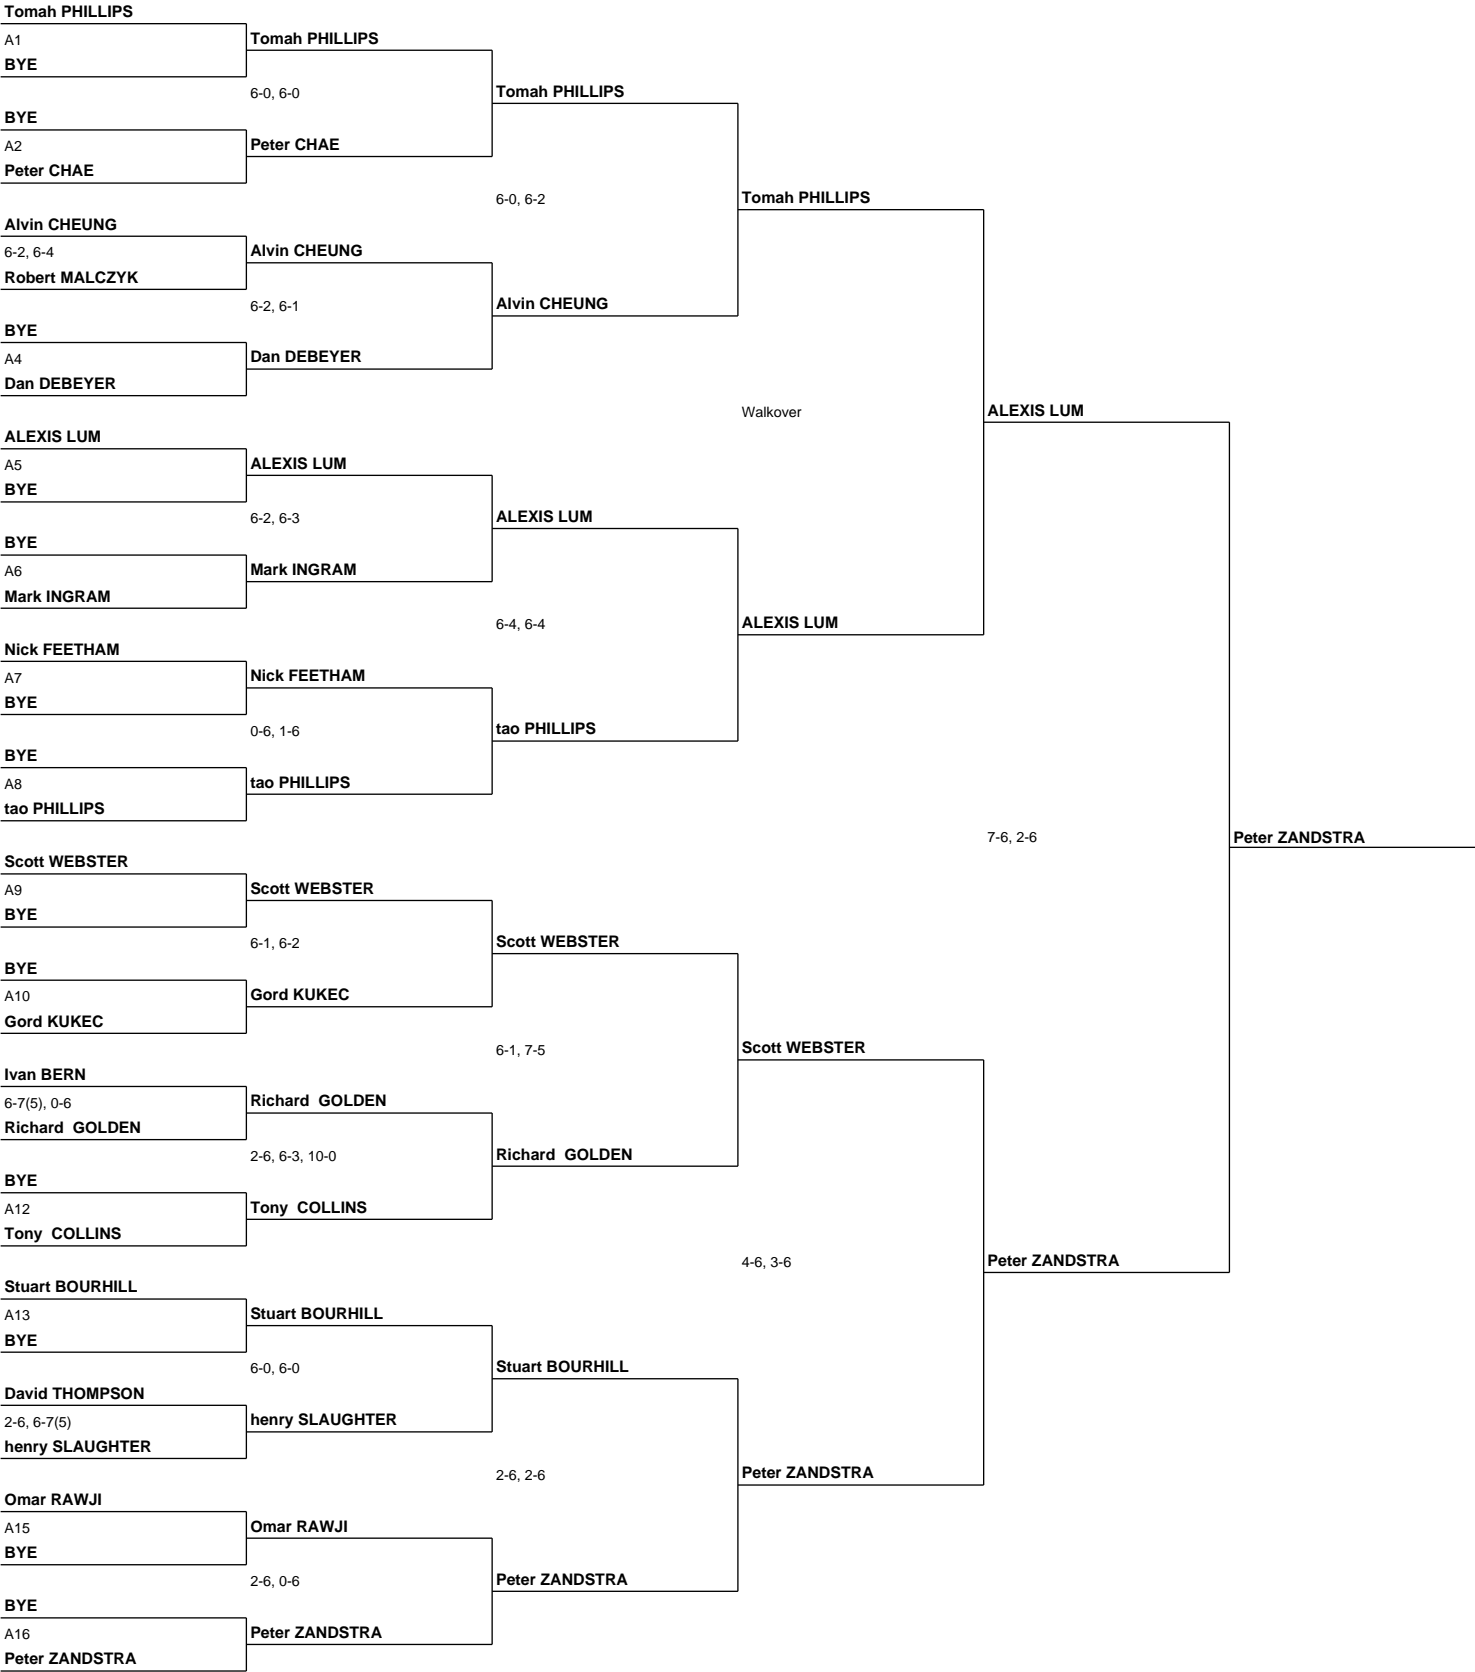 Tomah PHILLIPS
A1
Tomah PHILLIPS
BYE
6-0, 6-0
Tomah PHILLIPS
BYE
A2
Peter CHAE
Peter CHAE
6-0, 6-2
Tomah PHILLIPS
Alvin CHEUNG
6-2, 6-4
Alvin CHEUNG
Robert MALCZYK
6-2, 6-1
Alvin CHEUNG
BYE
A4
Dan DEBEYER
Dan DEBEYER
Walkover
ALEXIS LUM
ALEXIS LUM
A5
ALEXIS LUM
BYE
6-2, 6-3
ALEXIS LUM
BYE
A6
Mark INGRAM
Mark INGRAM
6-4, 6-4
ALEXIS LUM
Nick FEETHAM
A7
Nick FEETHAM
BYE
0-6, 1-6
tao PHILLIPS
BYE
A8
tao PHILLIPS
tao PHILLIPS
7-6, 2-6
Peter ZANDSTRA
Scott WEBSTER
A9
Scott WEBSTER
BYE
6-1, 6-2
Scott WEBSTER
BYE
A10
Gord KUKEC
Gord KUKEC
6-1, 7-5
Scott WEBSTER
Ivan BERN
6-7(5), 0-6
Richard  GOLDEN
Richard  GOLDEN
2-6, 6-3, 10-0
Richard  GOLDEN
BYE
A12
Tony  COLLINS
Tony  COLLINS
4-6, 3-6
Peter ZANDSTRA
Stuart BOURHILL
A13
Stuart BOURHILL
BYE
6-0, 6-0
Stuart BOURHILL
David THOMPSON
2-6, 6-7(5)
henry SLAUGHTER
henry SLAUGHTER
2-6, 2-6
Peter ZANDSTRA
Omar RAWJI
A15
Omar RAWJI
BYE
2-6, 0-6
Peter ZANDSTRA
BYE
A16
Peter ZANDSTRA
Peter ZANDSTRA